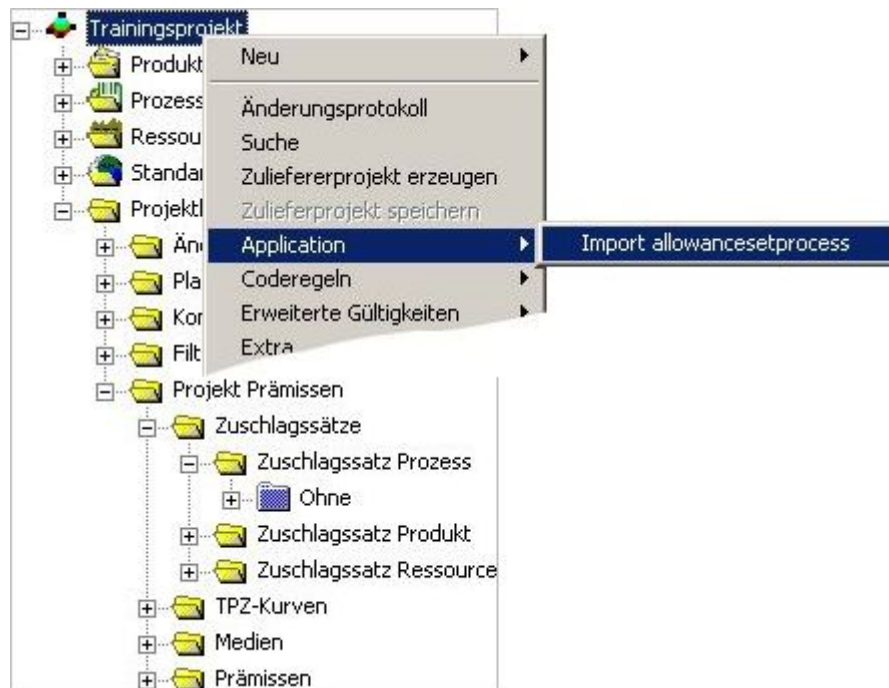 Trainingsprojekt
Produkt
Neu
Prozess
Änderungsprotokoll
Ressou
Suche
Standa
Zuliefererprojekt erzeugen
Projektl
Zulieferprojekt speichern
Än
Application
Import allowancesetprocess
Pla
Coderegeln
Kor
Erweiterte Gültigkeiten
Filt
Extra
Projekt Prämissen
Zuschlagssätze
Zuschlagssatz Prozess
Ohne
Zuschlagssatz Produkt
Zuschlagssatz Ressource
TPZ-Kurven
Medien
Prämissen